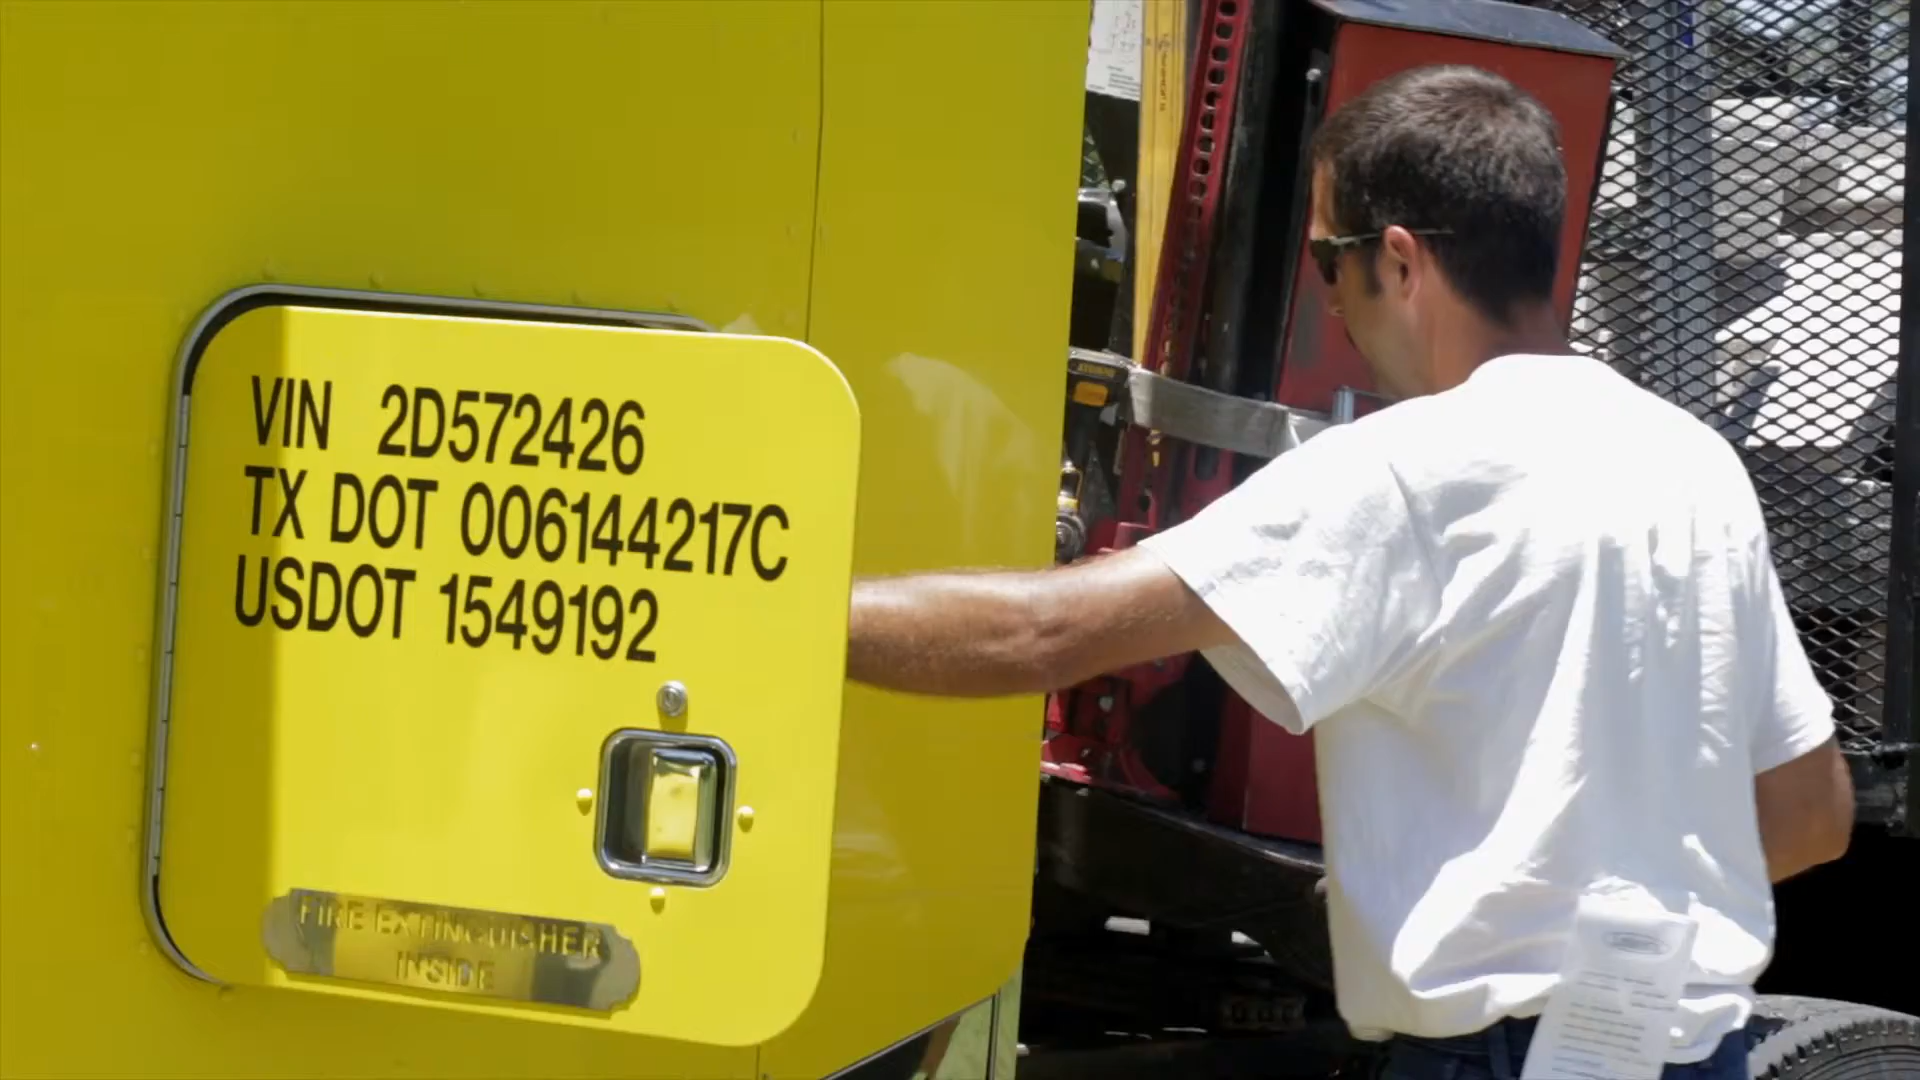 VIN 2D572426
TX DOT 006144217C
USDOT 1549192
FIRE EXTINGUISHER
INSIDE